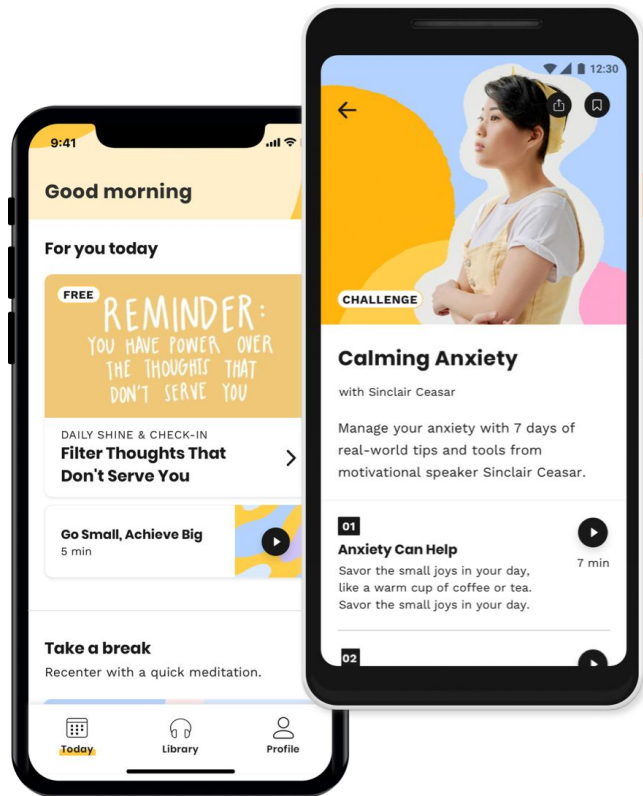 9:41
Good morning
For you today
FREE
REMINDER:
YOU HAVE POWER OVER
THE THOUGHTS THAT
DON'T SERVE YOU
DAILY SHINE & CHECK-IN
Filter Thoughts That
Don't Serve You
Go Small, Achieve Big
5 min
Take a break
Recenter with a quick meditation.
Today
Library
Profile
12:30
CHALLENGE
Calming Anxiety
with Sinclair Ceasar
Manage your anxiety with 7 days of
real-world tips and tools from
motivational speaker Sinclair Ceasar.
01
Anxiety Can Help
7 min
Savor the small joys in your day,
like a warm cup of coffee or tea.
Savor the small joys in your day.
02